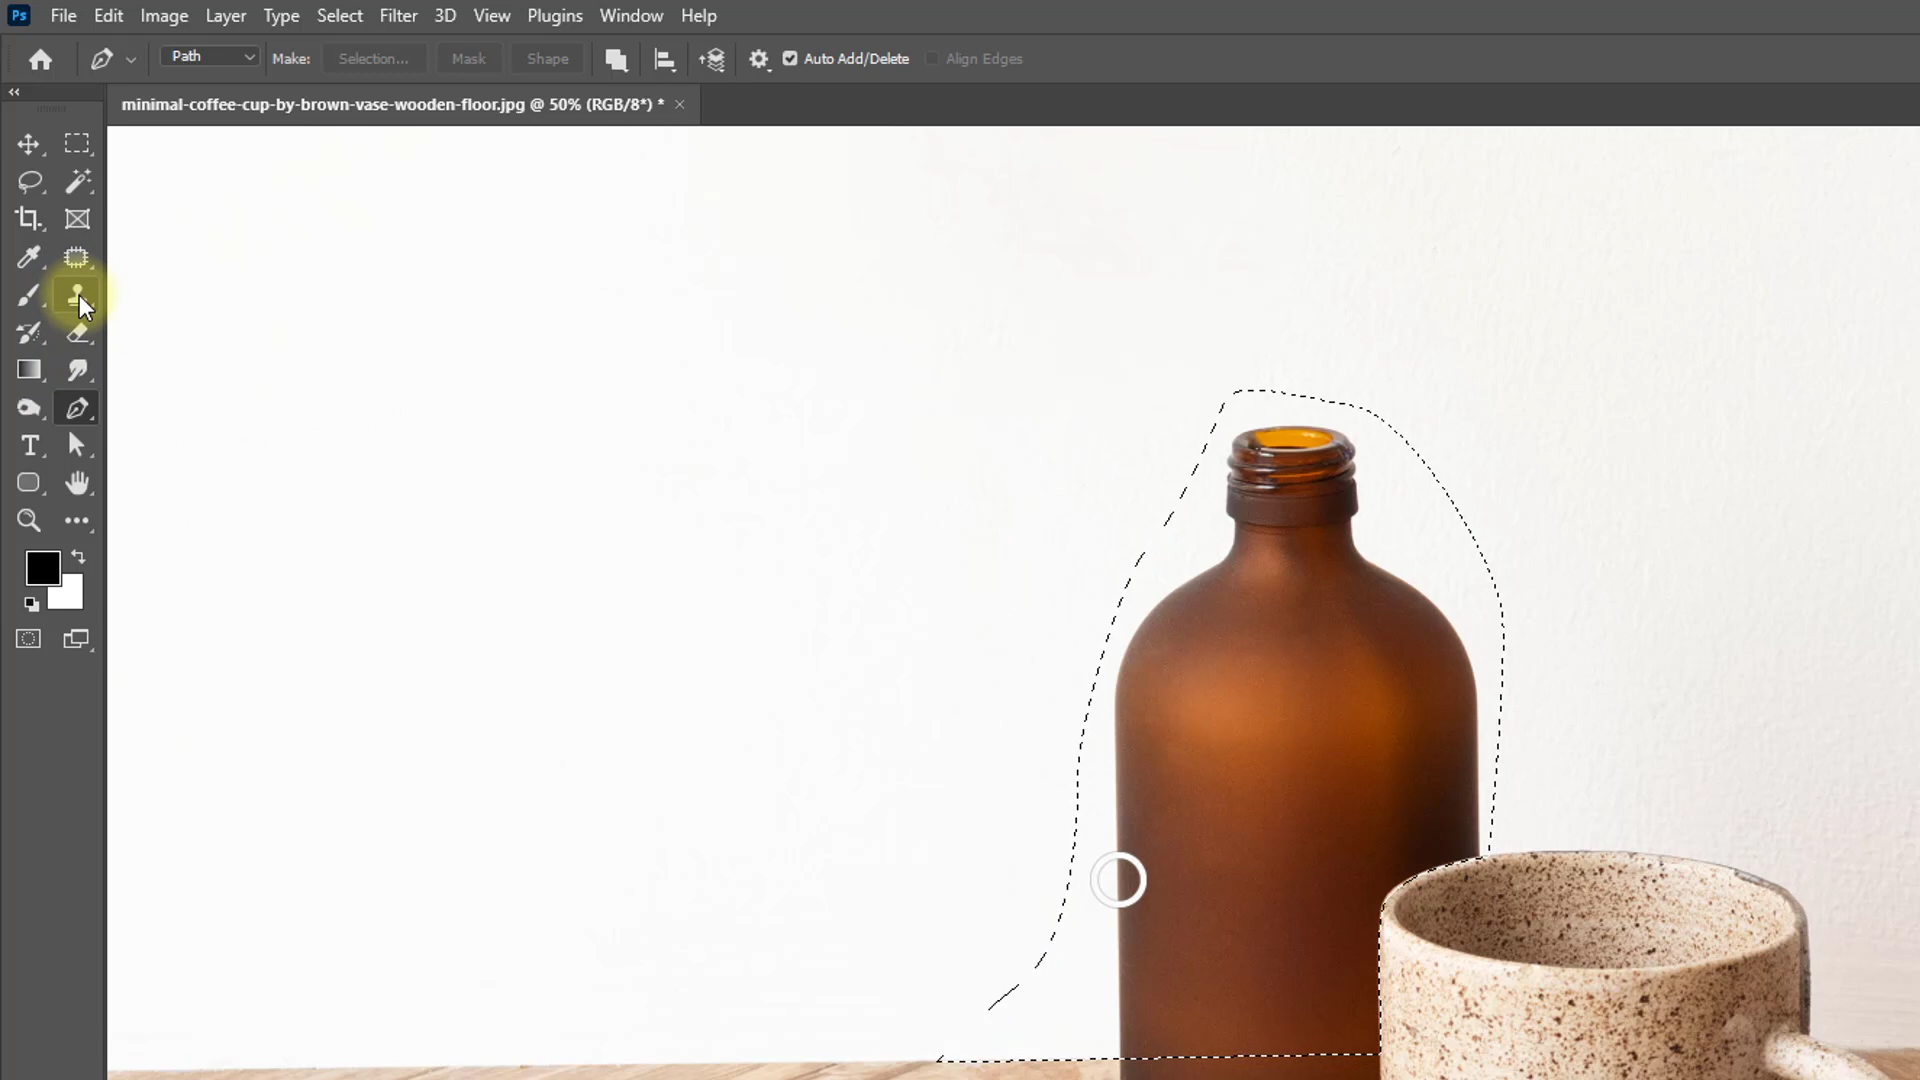 Ps File Edit Image Layer Type Select Filter 3D View Plugins Window Help
Path Make: Selection... Mask Shape Auto Add/Delete Align Edges
minimal-coffee-cup-by-brown-vase-wooden-floor.jpg @ 50% (RGB/8*) * ×
T